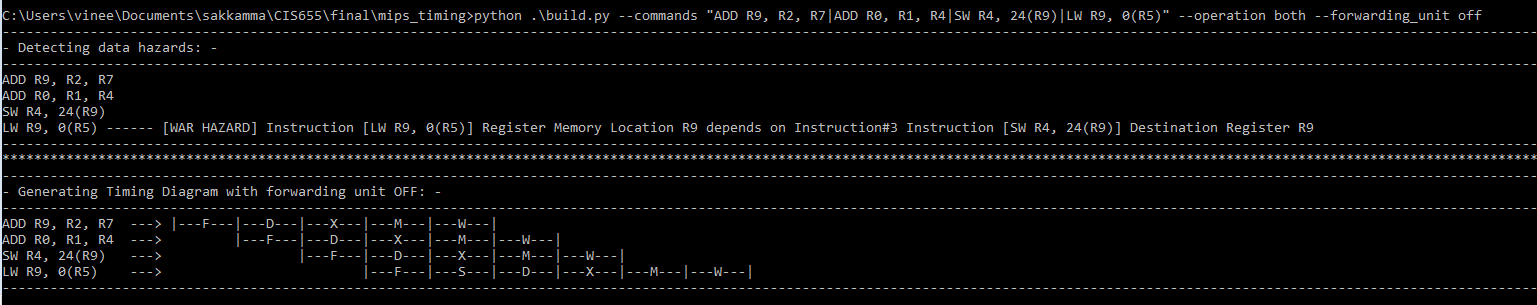 C:\Users\vinee\Documents\sakkamma\CIS655\final\mips_timing>python .\build.py --commands "ADD R9, R2, R7|ADD R0, R1, R4|SW R4, 24(R9)|LW R9, 0(R5)" --operation both --forwarding_unit off
- Detecting data hazards: -
ADD R9, R2, R7
ADD R0, R1, R4
SW R4, 24(R9)
LW R9, 0(R5) ------ [WAR HAZARD] Instruction [LW R9, 0(R5)] Register Memory Location R9 depends on Instruction#3 Instruction [SW R4, 24(R9)] Destination Register R9
- Generating Timing Diagram with forwarding unit OFF: -
ADD R9, R2, R7  ---> |---F---|---D---|---X---|---M---|---W---|
ADD R0, R1, R4  --->         |---F---|---D---|---X---|---M---|---W---|
SW R4, 24(R9)   --->                 |---F---|---D---|---X---|---M---|---W---|
LW R9, 0(R5)    --->                         |---F---|---S---|---D---|---X---|---M---|---W---|